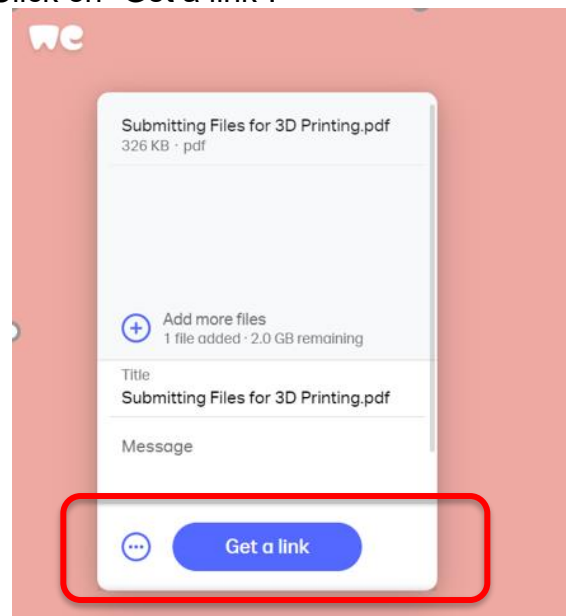 we
Submitting Files for 3D Printing.pdf
326 KB · pdf
Add more files
1 file added · 2.0 GB remaining
Title
Submitting Files for 3D Printing.pdf
Message
Get a link